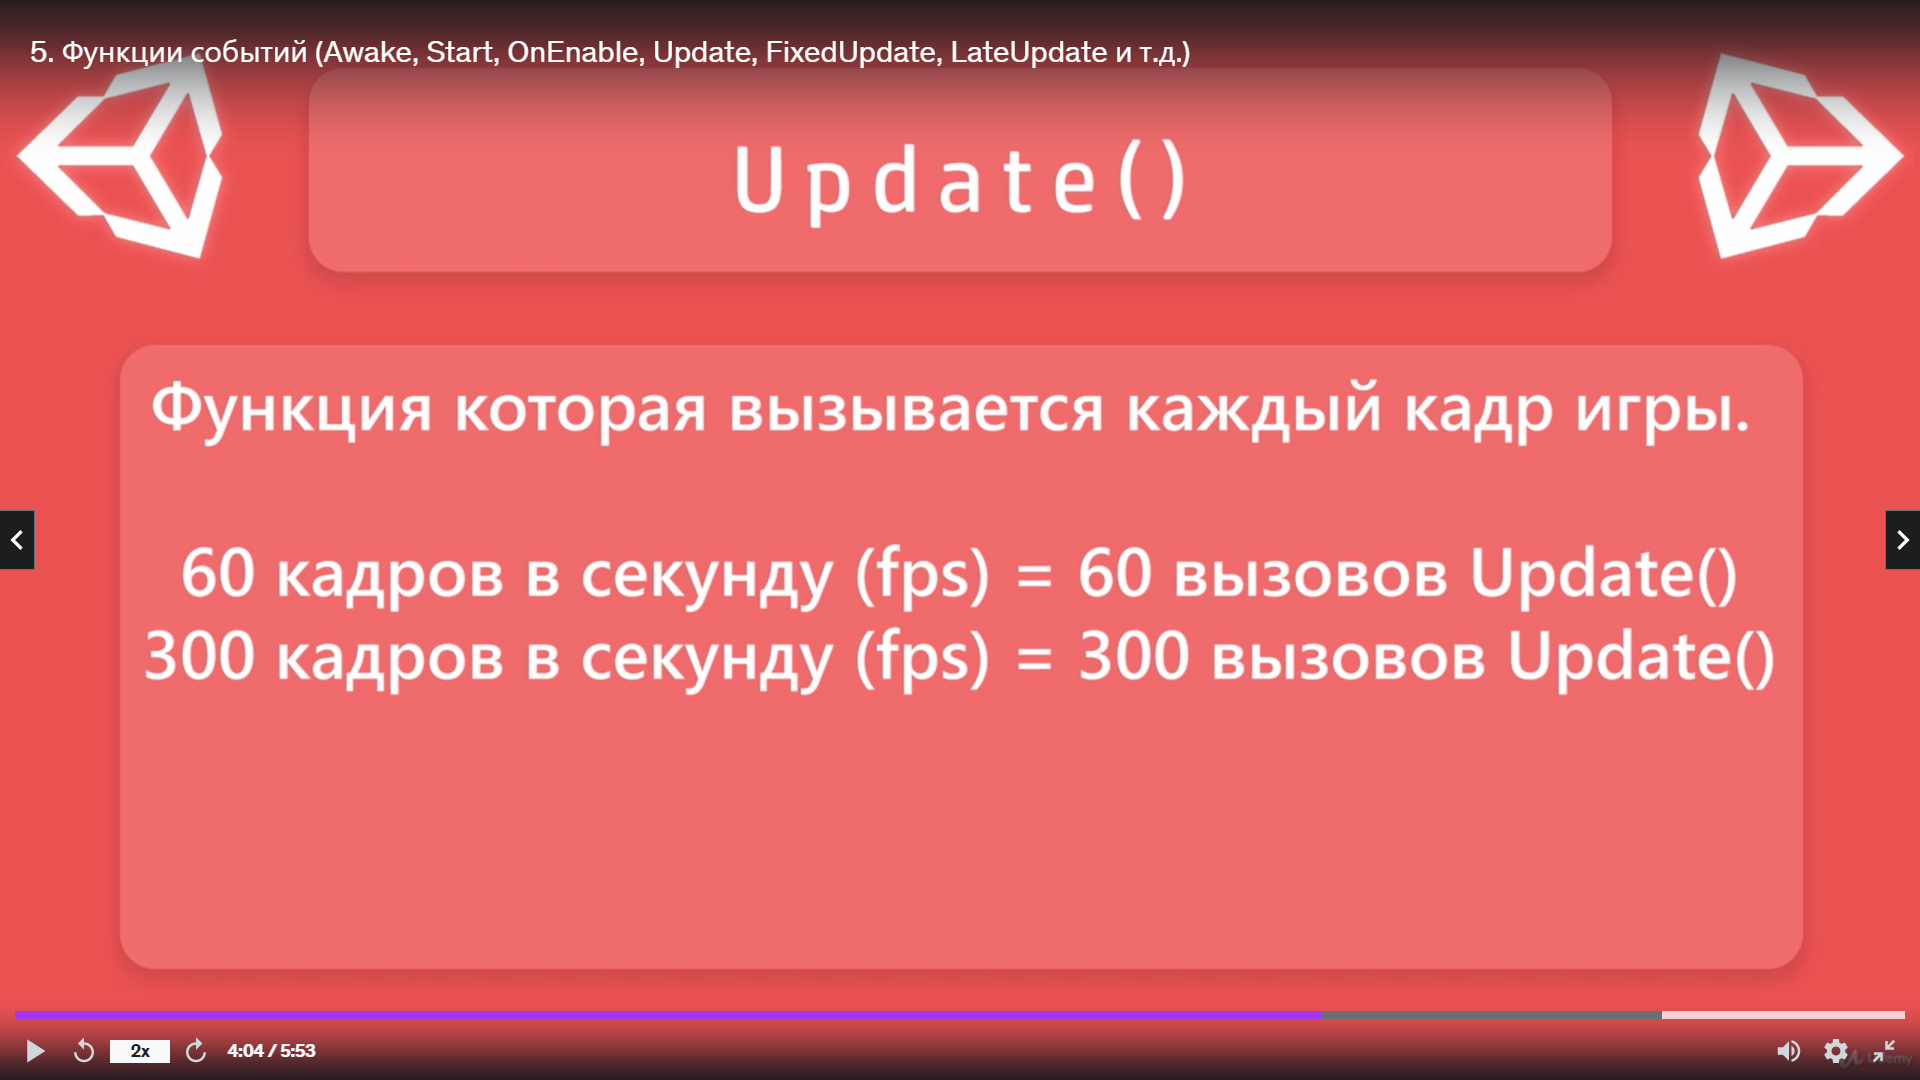 5. Функции событий (Awake, Start, OnEnable, Update, FixedUpdate, LateUpdate и т.д.)
Update()
Функция которая вызывается каждый кадр игры.
60 кадров в секунду (fps) = 60 вызовов Update()
300 кадров в секунду (fps) = 300 вызовов Update()
2x
4:04 / 5:53
Udemy